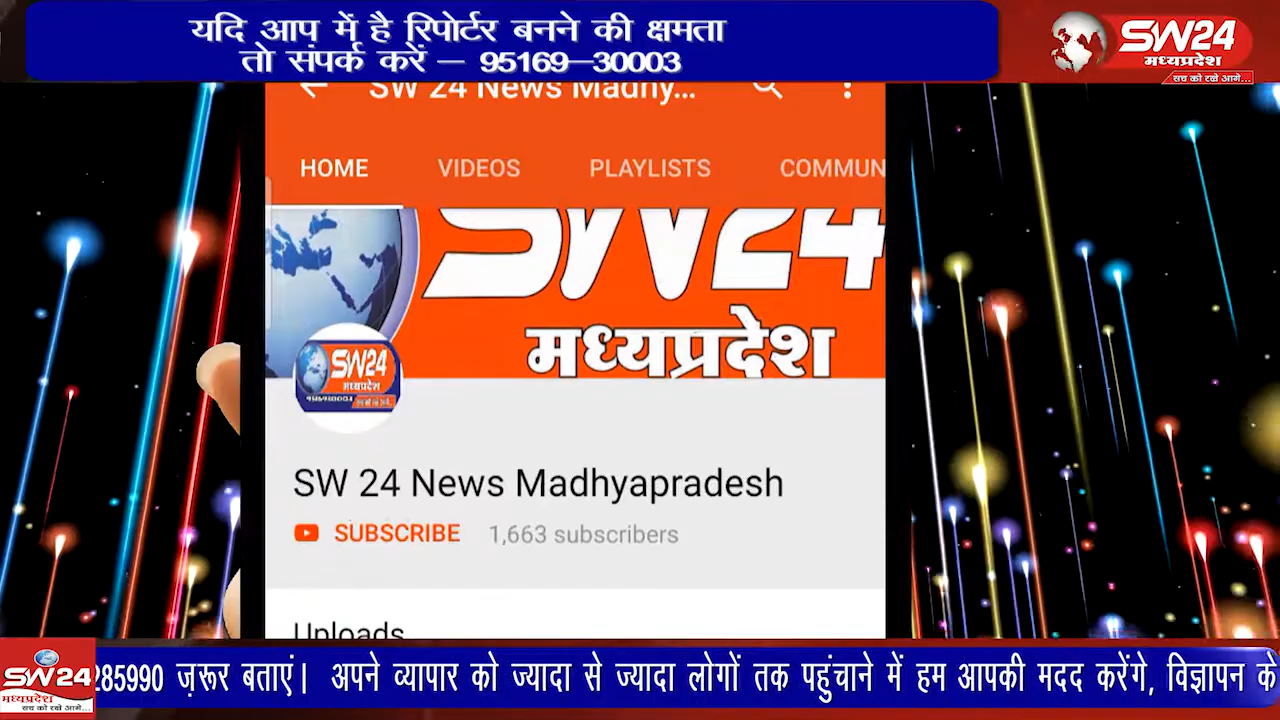 यदि आप में है रिपोर्टर बनने की क्षमता
तो संपर्क करें – 95169–30003
SW24
मध्यप्रदेश
सच को रखे आगे...
SW 24 News Madhy...
HOME VIDEOS PLAYLISTS COMMUN
SW24
मध्यप्रदेश
SW24
मध्यप्रदेश
SW 24 News Madhyapradesh
SUBSCRIBE 1,663 subscribers
Uploads
SW24
मध्यप्रदेश
सच को रखे आगे...
285990 ज़रूर बताएं। अपने व्यापार को ज्यादा से ज्यादा लोगों तक पहुंचाने में हम आपकी मदद करेंगे, विज्ञापन के